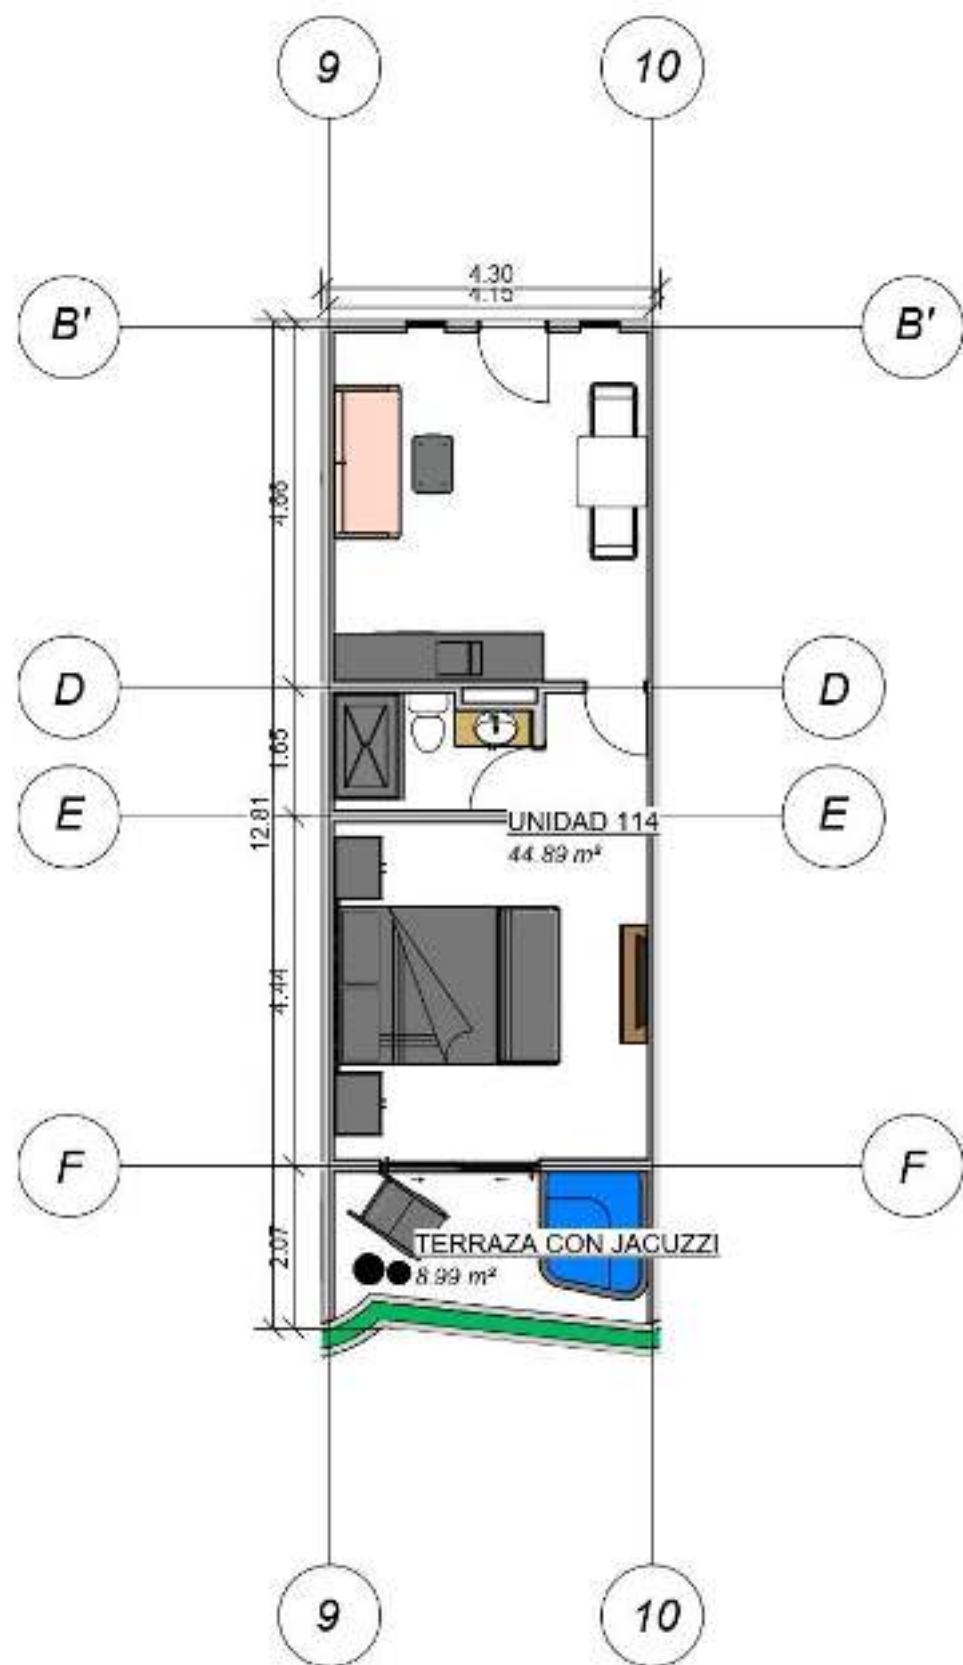 9 10
4.30
4.15
B' B'
4.66
D D
1.65
E E
12.81
UNIDAD 114
44.89 m²
4.44
F F
2.07
TERRAZA CON JACUZZI
8.99 m²
9 10